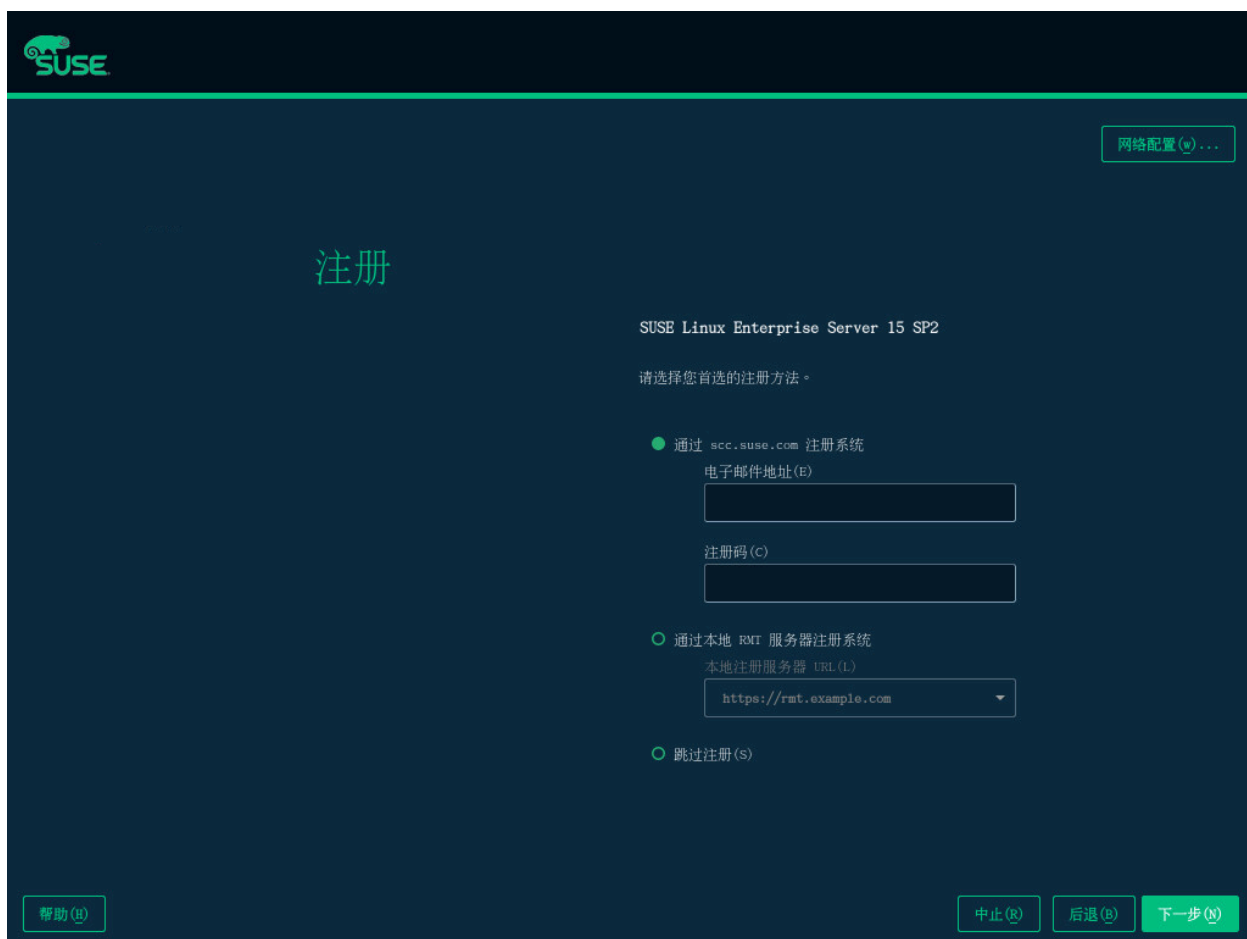 SUSE
网络配置(w)...
注册
SUSE Linux Enterprise Server 15 SP2
请选择您首选的注册方法。
通过 scc.suse.com 注册系统
电子邮件地址(E)
注册码(C)
通过本地 RMT 服务器注册系统
本地注册服务器 URL(L)
https://rmt.example.com
跳过注册(S)
帮助(H)
中止(R)
后退(B)
下一步(N)